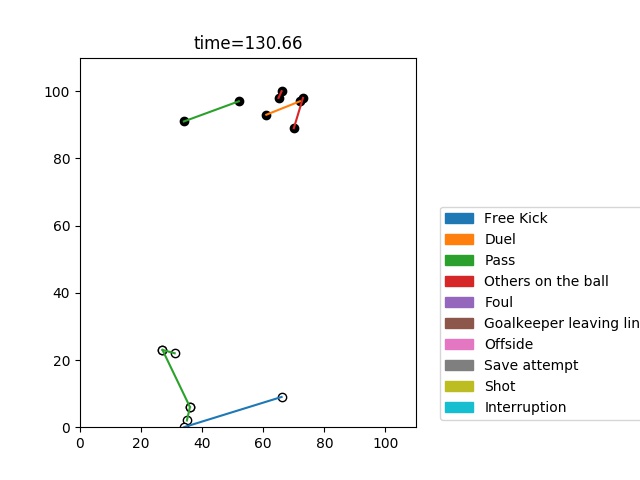 time=130.66
100
80
60
40
20
0
0 20 40 60 80 100
Free Kick
Duel
Pass
Others on the ball
Foul
Goalkeeper leaving lin
Offside
Save attempt
Shot
Interruption